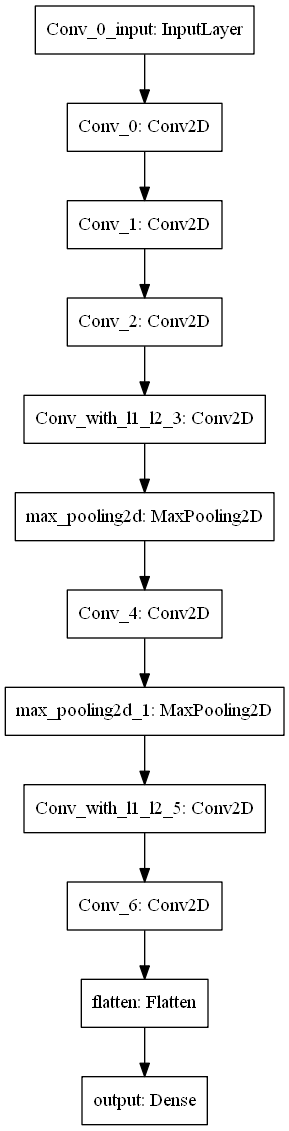 Conv_0_input: InputLayer
Conv_0: Conv2D
Conv_1: Conv2D
Conv_2: Conv2D
Conv_with_l1_l2_3: Conv2D
max_pooling2d: MaxPooling2D
Conv_4: Conv2D
max_pooling2d_1: MaxPooling2D
Conv_with_l1_l2_5: Conv2D
Conv_6: Conv2D
flatten: Flatten
output: Dense